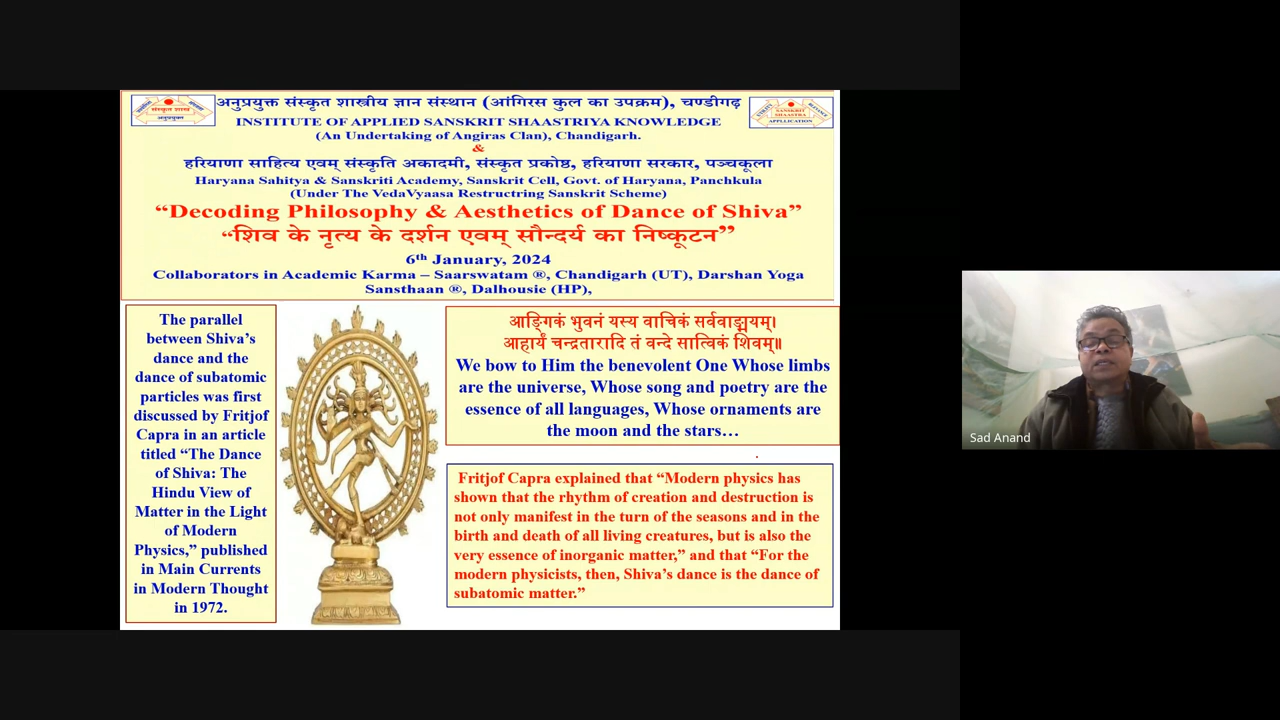 संस्कृत शास्त्र
अनुप्रयुक्त
अनुप्रयुक्त संस्कृत शास्त्रीय ज्ञान संस्थान (आंगिरस कुल का उपक्रम), चण्डीगढ़
INSTITUTE OF APPLIED SANSKRIT SHAASTRIYA KNOWLEDGE
(An Undertaking of Angiras Clan), Chandigarh.
&
हरियाणा साहित्य एवम् संस्कृति अकादमी, संस्कृत प्रकोष्ठ, हरियाणा सरकार, पञ्चकूला
Haryana Sahitya & Sanskriti Academy, Sanskrit Cell, Govt. of Haryana, Panchkula
(Under The VedaVyaasa Restructring Sanskrit Scheme)
“Decoding Philosophy & Aesthetics of Dance of Shiva”
“शिव के नृत्य के दर्शन एवम् सौन्दर्य का निष्कूटन”
6th January, 2024
Collaborators in Academic Karma – Saarswatam ®, Chandigarh (UT), Darshan Yoga
Sansthaan ®, Dalhousic (HP),
SANSKRIT
SHAASTRA
APPLLICATION
The parallel
between Shiva’s
dance and the
dance of subatomic
particles was first
discussed by Fritjof
Capra in an article
titled “The Dance
of Shiva: The
Hindu View of
Matter in the Light
of Modern
Physics,” published
in Main Currents
in Modern Thought
in 1972.
आङ्गिकं भुवनं यस्य वाचिकं सर्ववाङ्मयम्।
आहार्यं चन्द्रतारादि तं वन्दे सात्विकं शिवम्॥
We bow to Him the benevolent One Whose limbs
are the universe, Whose song and poetry are the
essence of all languages, Whose ornaments are
the moon and the stars…
Fritjof Capra explained that “Modern physics has
shown that the rhythm of creation and destruction is
not only manifest in the turn of the seasons and in the
birth and death of all living creatures, but is also the
very essence of inorganic matter,” and that “For the
modern physicists, then, Shiva’s dance is the dance of
subatomic matter.”
Sad Anand